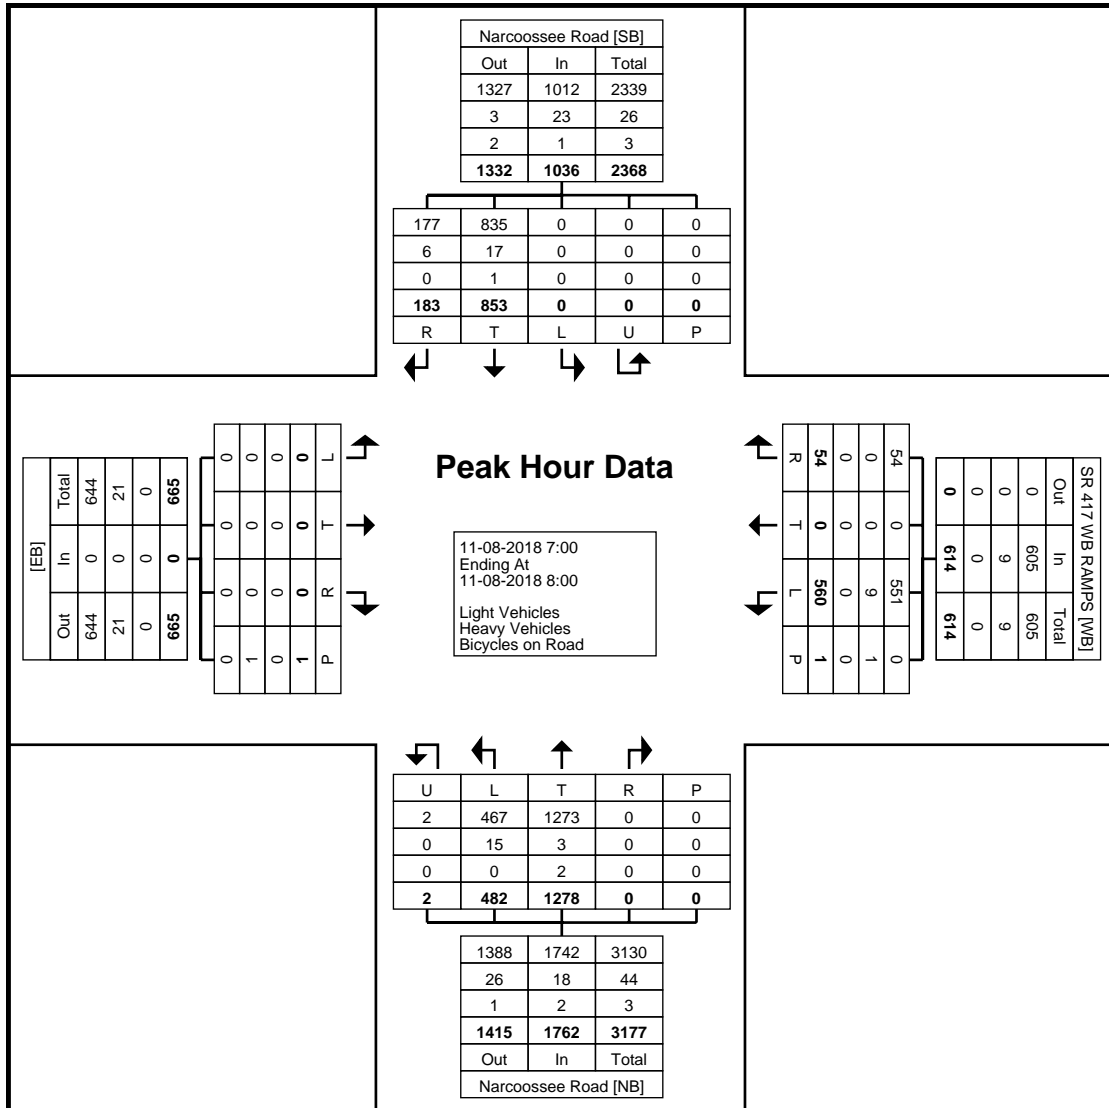 Narcoossee Road [SB]
Out In Total
1327 1012 2339
3 23 26
2 1 3
1332 1036 2368
177 835 0 0 0
6 17 0 0 0
0 1 0 0 0
183 853 0 0 0
R T L U P
[EB]
Total In Out
644 0 644
21 0 21
0 0 0
665 0 665
0 0 0 0
0 0 0 1
0 0 0 0
0 0 0 1
L T R P
Peak Hour Data
11-08-2018 7:00
Ending At
11-08-2018 8:00
Light Vehicles
Heavy Vehicles
Bicycles on Road
SR 417 WB RAMPS [WB]
Out In Total
0 605 605
0 9 9
0 0 0
0 614 614
54 0 551 0
0 0 9 1
0 0 0 0
54 0 560 1
R T L P
U L T R P
2 467 1273 0 0
0 15 3 0 0
0 0 2 0 0
2 482 1278 0 0
1388 1742 3130
26 18 44
1 2 3
1415 1762 3177
Out In Total
Narcoossee Road [NB]